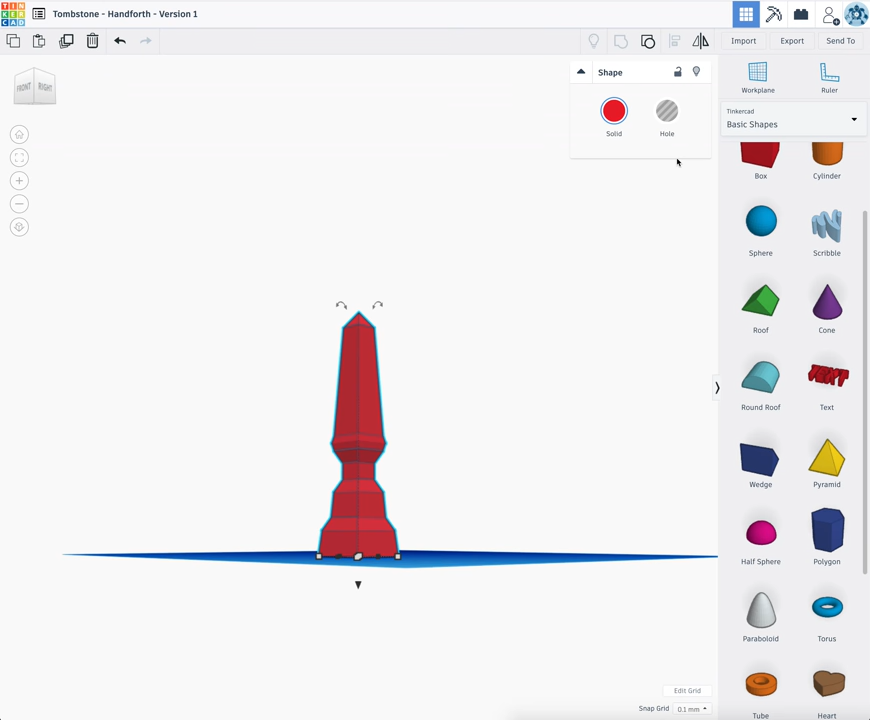 TIN
KER
CAD
Tombstone - Handforth - Version 1
Import
Export
Send To
FRONT
RIGHT
Shape
Solid
Hole
Workplane
Ruler
Tinkercad
Basic Shapes
Box
Cylinder
Sphere
Scribble
Roof
Cone
Round Roof
TEXT
Text
Wedge
Pyramid
Half Sphere
Polygon
Paraboloid
Torus
Tube
Heart
Edit Grid
Snap Grid
0.1 mm